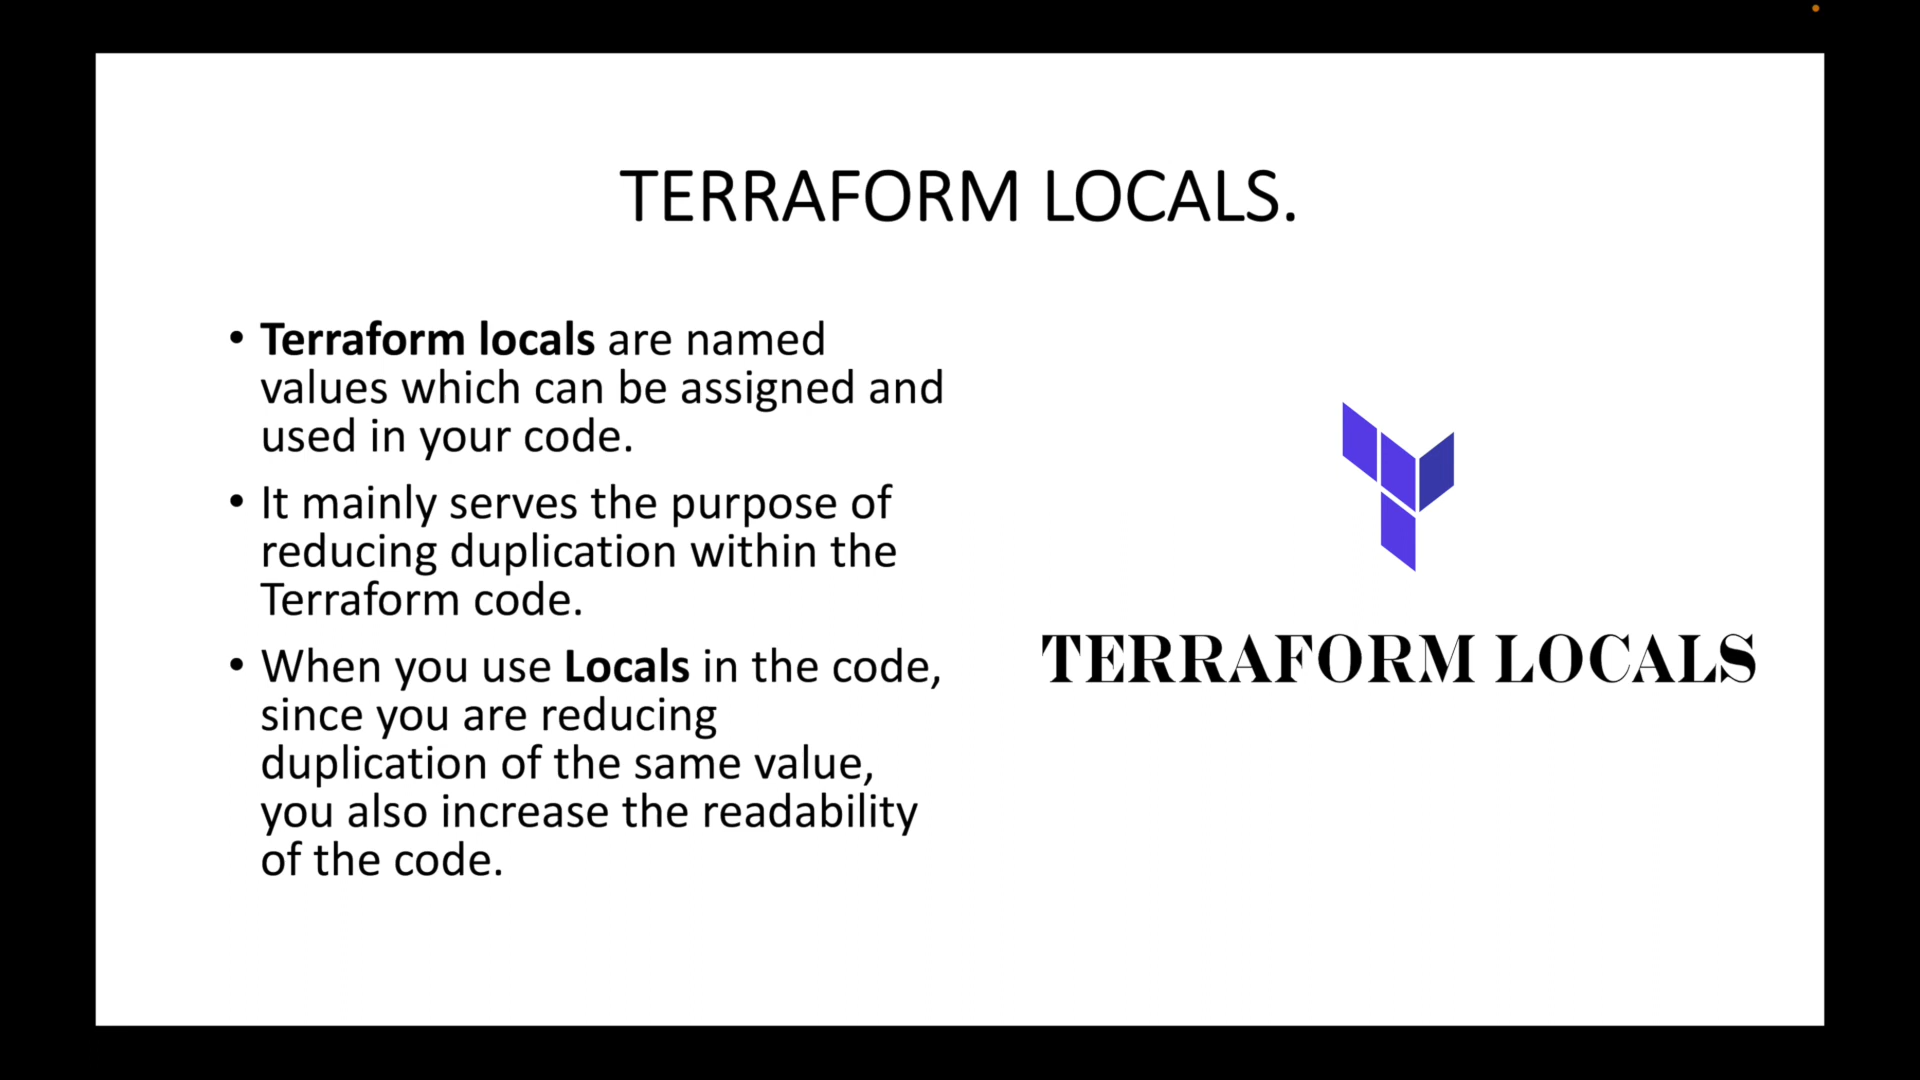 TERRAFORM LOCALS.
• Terraform locals are named
values which can be assigned and
used in your code.
• It mainly serves the purpose of
reducing duplication within the
Terraform code.
• When you use Locals in the code,
since you are reducing
duplication of the same value,
you also increase the readability
of the code.
TERRAFORM LOCALS